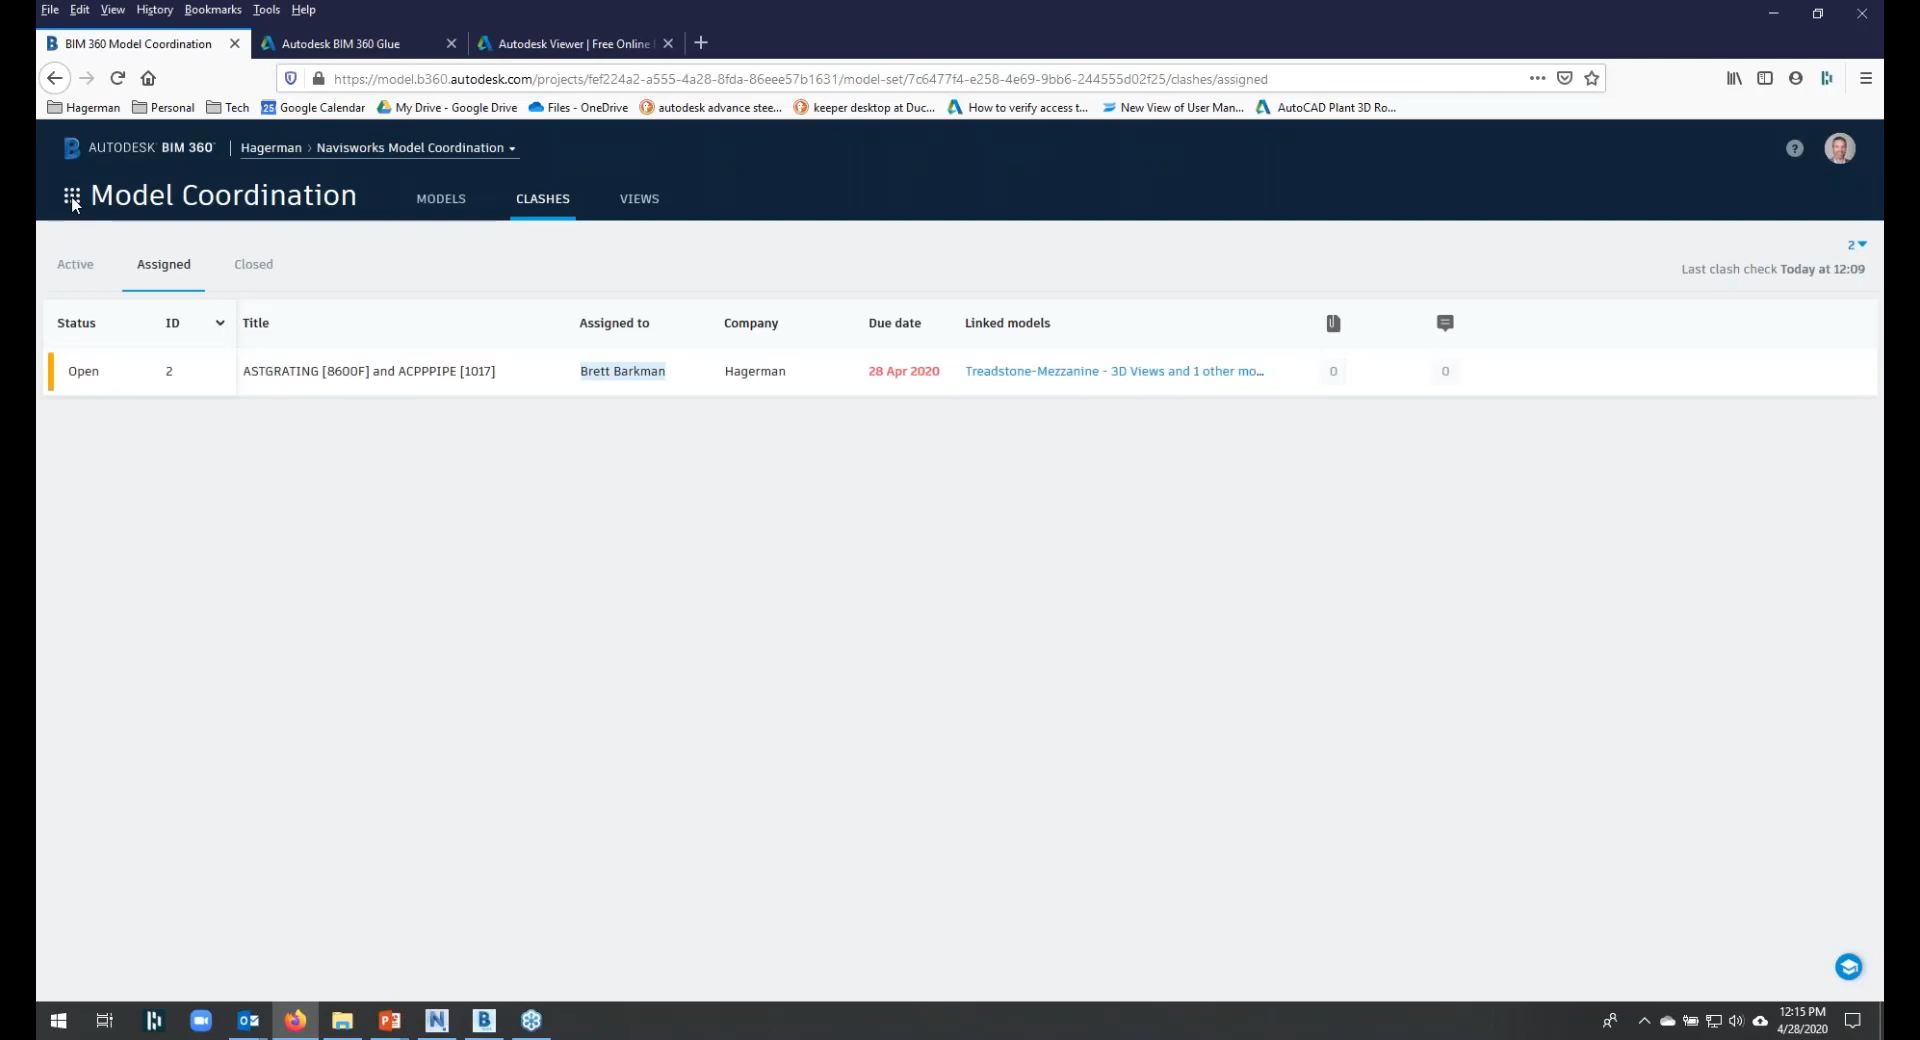 File Edit View History Bookmarks Tools Help
BIM 360 Model Coordination Autodesk BIM 360 Glue Autodesk Viewer | Free Online
https://model.b360.autodesk.com/projects/fef224a2-a555-4a28-8fda-86eee57b1631/model-set/7c6477f4-e258-4e69-9bb6-244555d02f25/clashes/assigned
Hagerman Personal Tech 25 Google Calendar My Drive - Google Drive Files - OneDrive autodesk advance stee... keeper desktop at Duc... How to verify access t... New View of User Man... AutoCAD Plant 3D Ro...
AUTODESK BIM 360 Hagerman › Navisworks Model Coordination
Model Coordination MODELS CLASHES VIEWS
2
Active Assigned Closed
Last clash check Today at 12:09
Status ID Title Assigned to Company Due date Linked models
Open 2 ASTGRATING [8600F] and ACPPPIPE [1017] Brett Barkman Hagerman 28 Apr 2020 Treadstone-Mezzanine - 3D Views and 1 other mo... 0 0
12:15 PM
4/28/2020